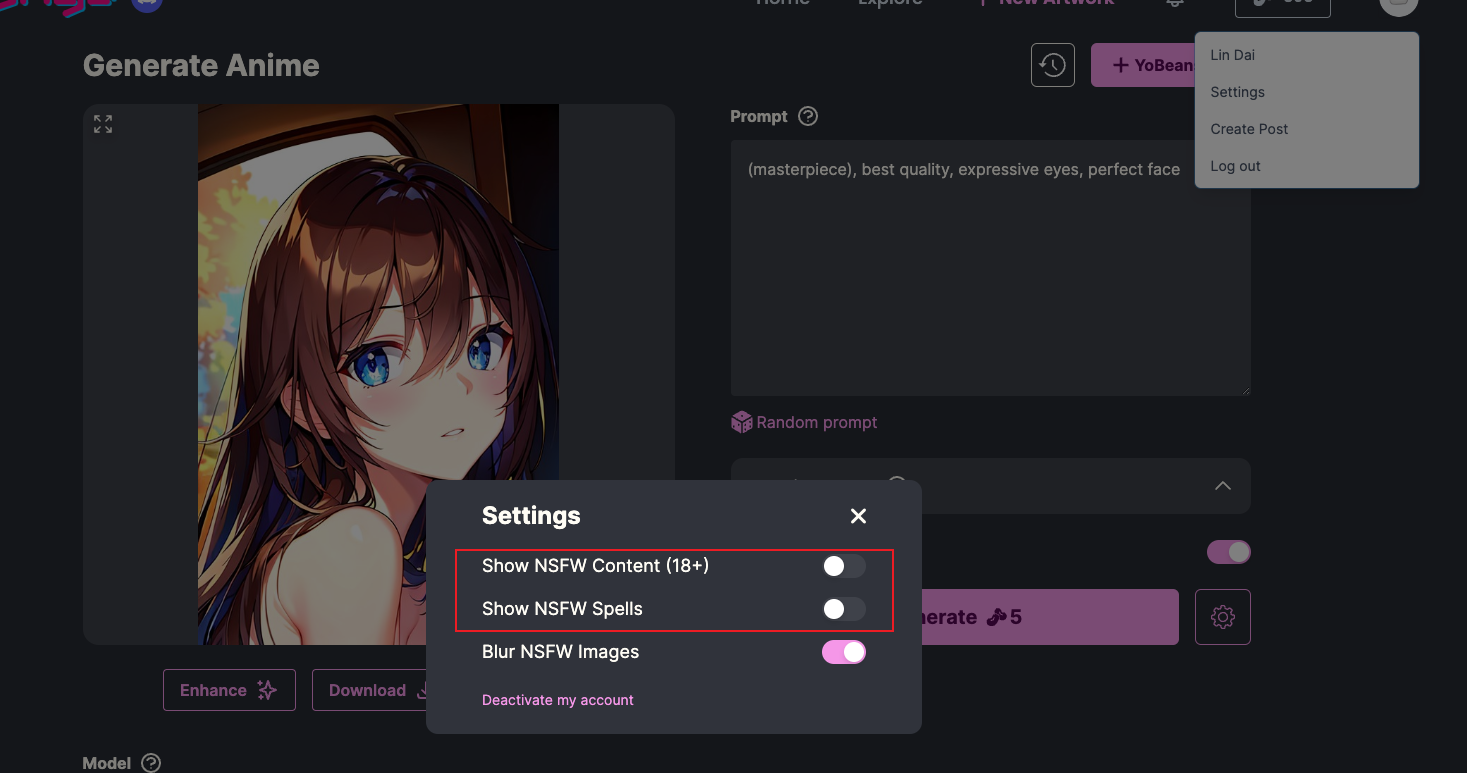 Home
Explore
New Artwork
Generate Anime
Lin Dai
Settings
Create Post
Log out
Prompt
(masterpiece), best quality, expressive eyes, perfect face
Random prompt
Settings
Show NSFW Content (18+)
Show NSFW Spells
Blur NSFW Images
Deactivate my account
5
Enhance
Download
Model